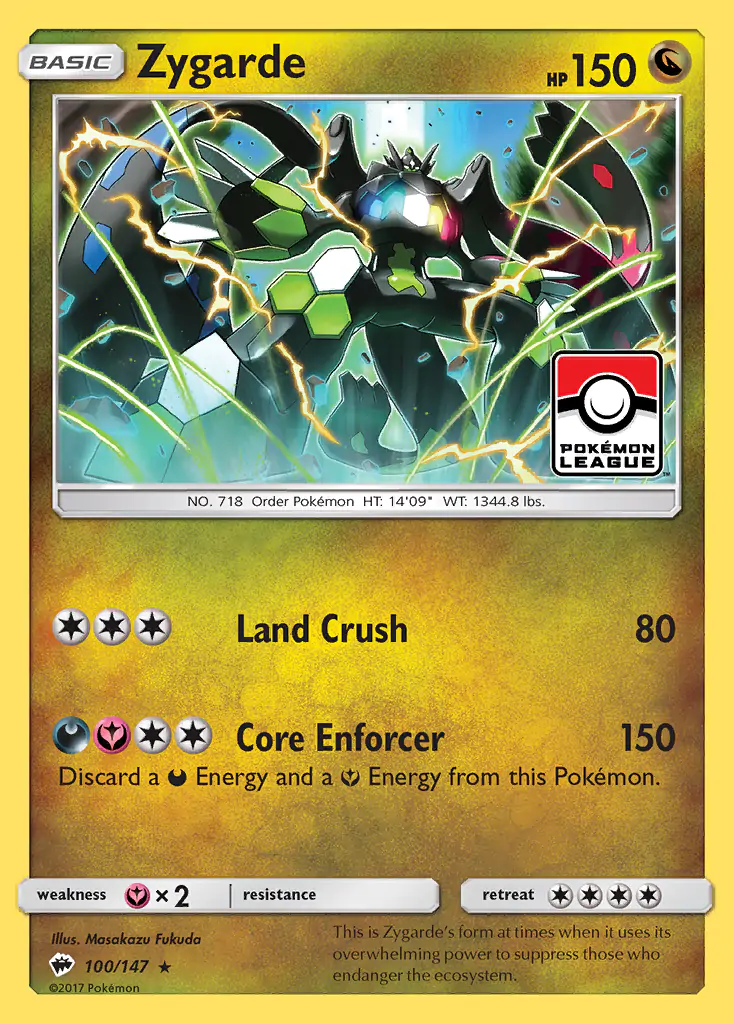 BASIC Zygarde HP 150
POKÉMON
LEAGUE
NO. 718 Order Pokémon HT: 14'09" WT: 1344.8 lbs.
Land Crush 80
Core Enforcer 150
Discard a Energy and a Energy from this Pokémon.
weakness × 2 resistance retreat
Illus. Masakazu Fukuda
100/147
©2017 Pokémon
This is Zygarde's form at times when it uses its
overwhelming power to suppress those who
endanger the ecosystem.